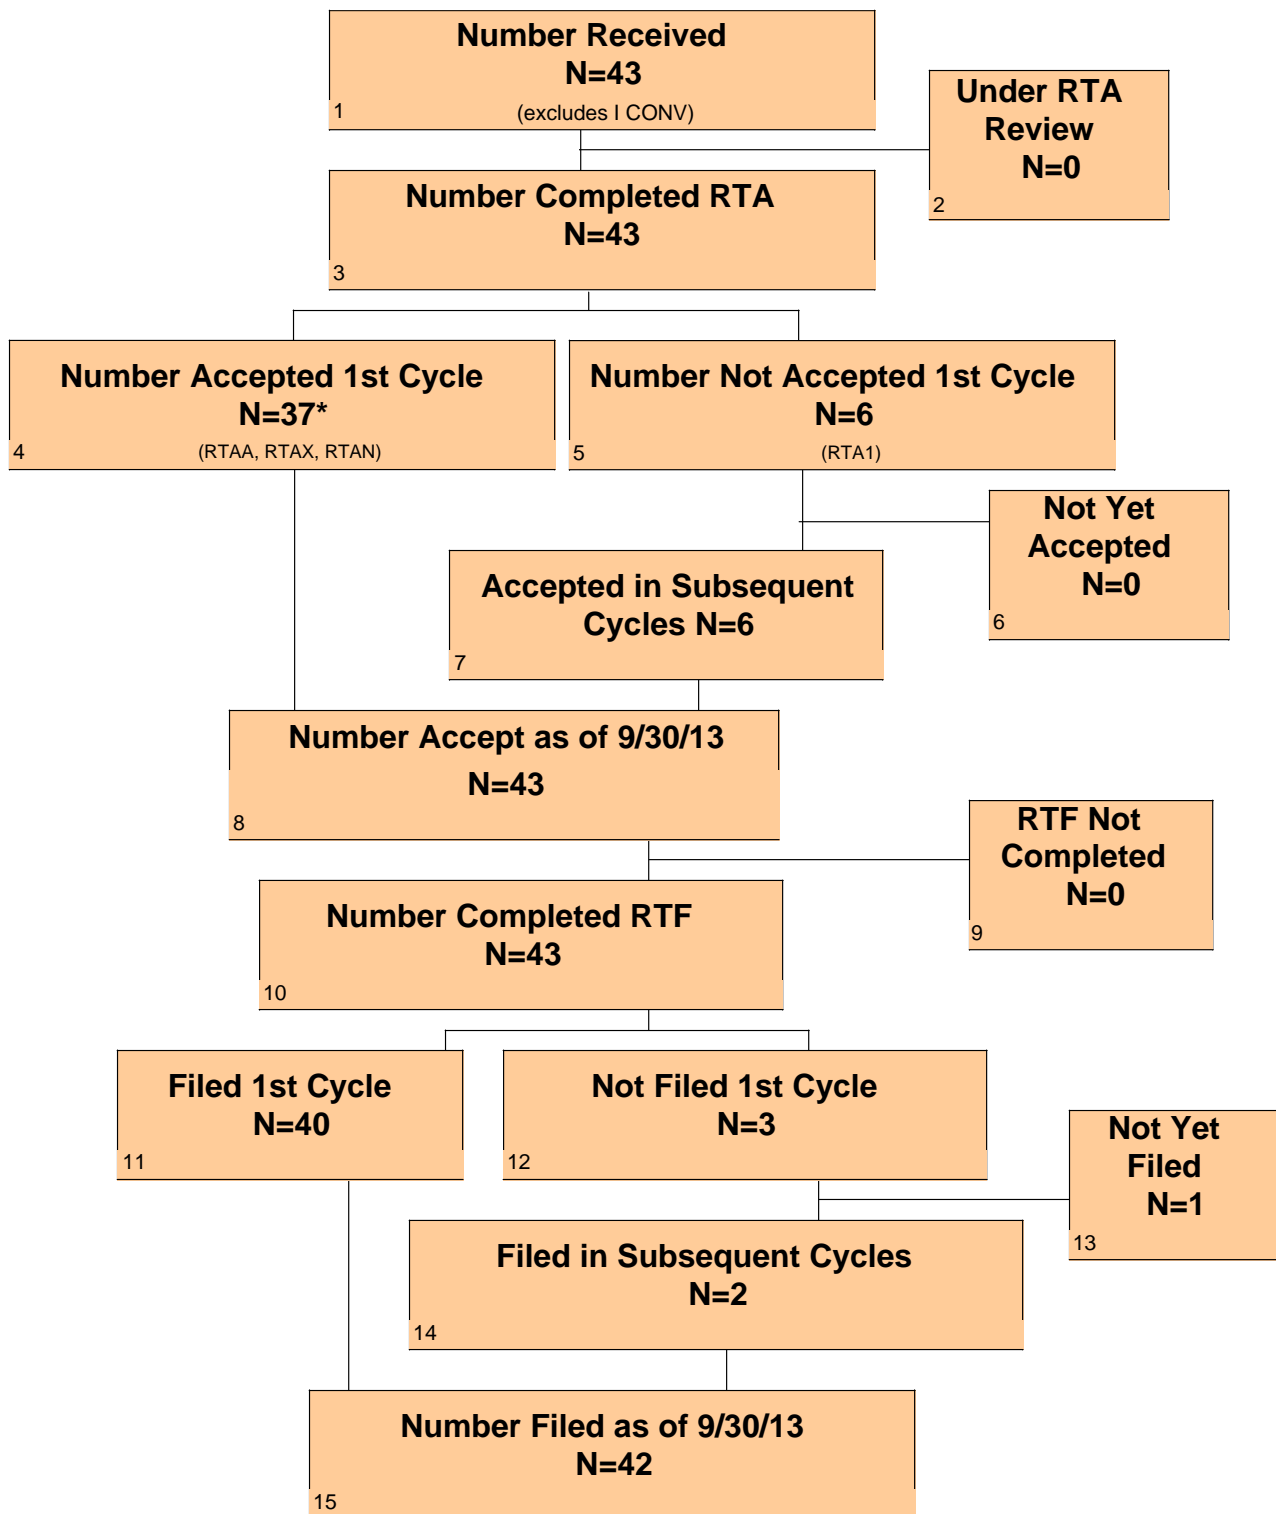 Number Received
N=43
(excludes I CONV)
1
Under RTA
Review
N=0
2
Number Completed RTA
N=43
3
Number Accepted 1st Cycle
N=37*
(RTAA, RTAX, RTAN)
4
Number Not Accepted 1st Cycle
N=6
(RTA1)
5
Not Yet
Accepted
N=0
6
Accepted in Subsequent
Cycles N=6
7
Number Accept as of 9/30/13
N=43
8
RTF Not
Completed
N=0
9
Number Completed RTF
N=43
10
Filed 1st Cycle
N=40
11
Not Filed 1st Cycle
N=3
12
Not Yet
Filed
N=1
13
Filed in Subsequent Cycles
N=2
14
Number Filed as of 9/30/13
N=42
15